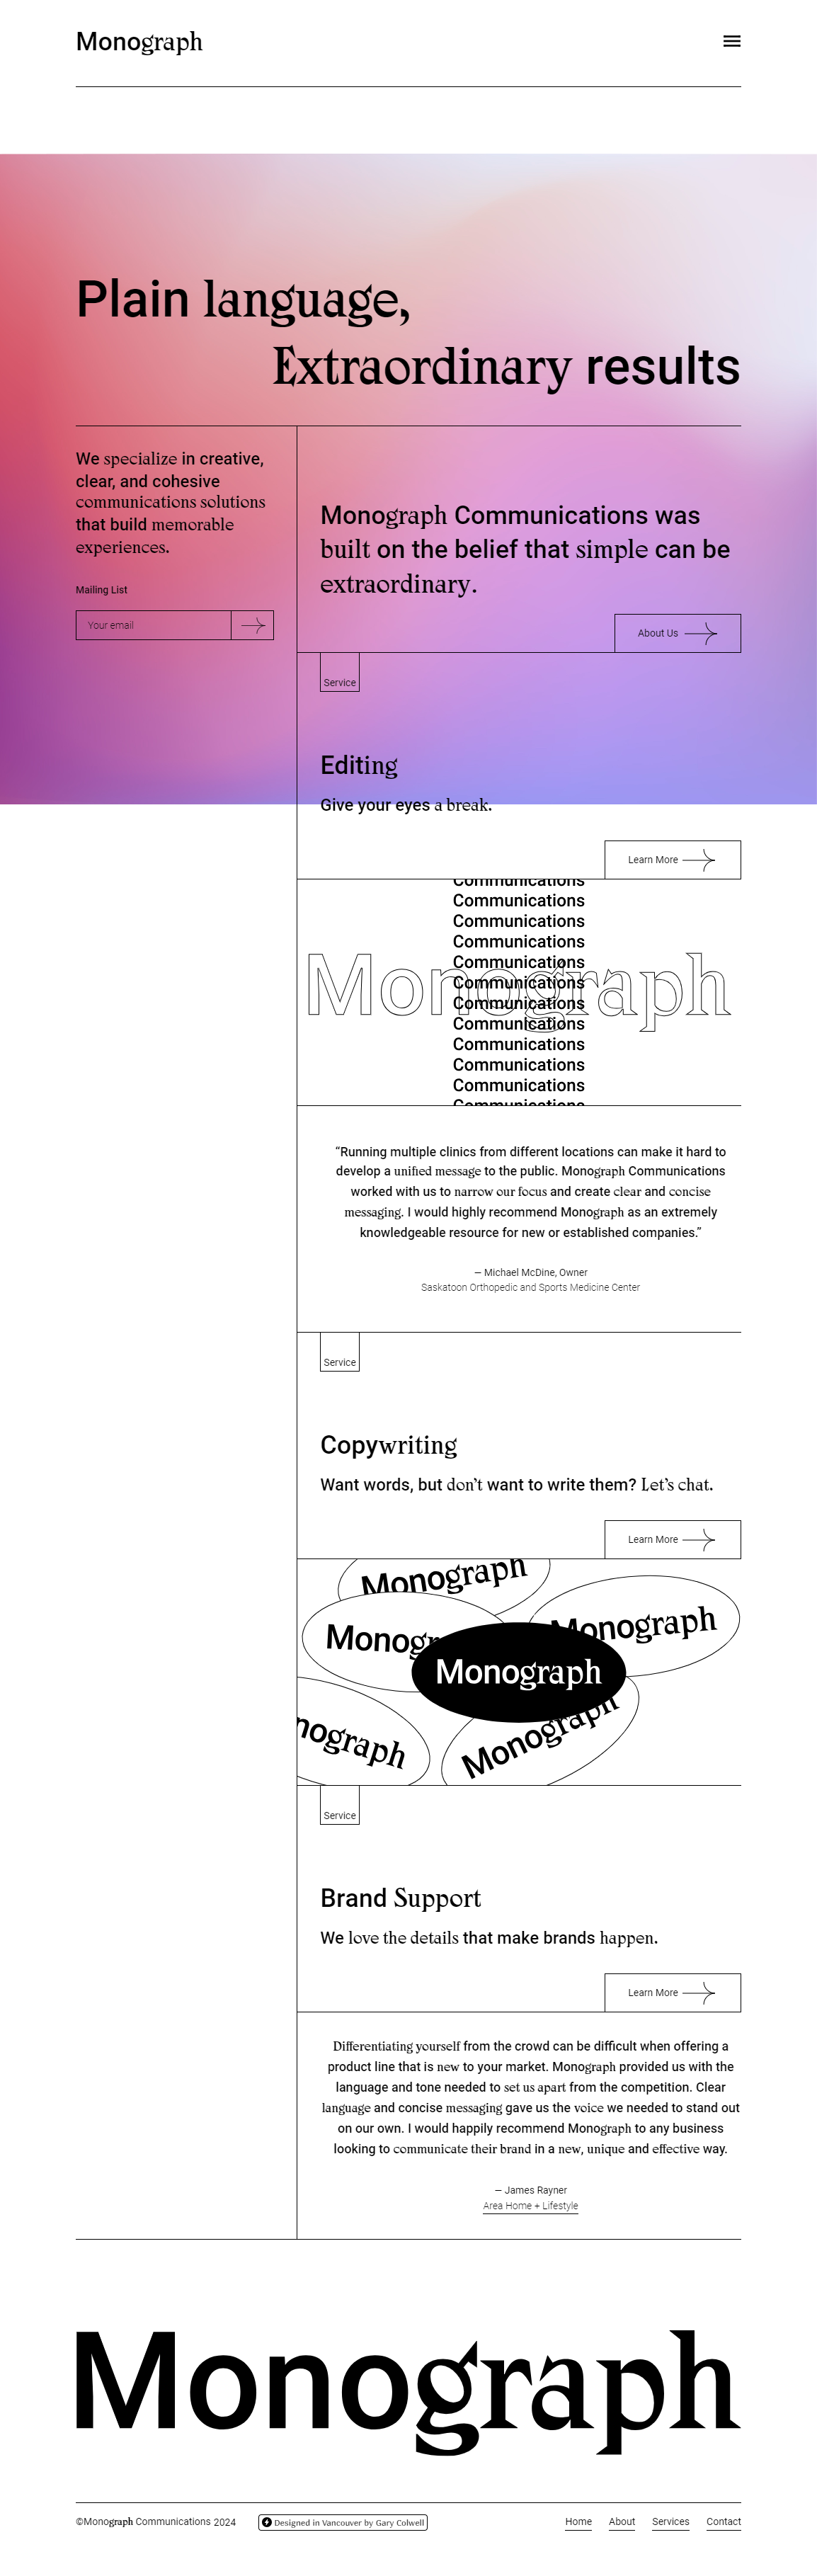 Monograph
Plain language,
Extraordinary results
We specialize in creative,
clear, and cohesive
communications solutions
that build memorable
experiences.
Mailing List
Your email
Monograph Communications was
built on the belief that simple can be
extraordinary.
About Us
Service
Editing
Give your eyes a break.
Learn More
Communications
Communications
Communications
Communications
Communications
Communications
Communications
Communications
Communications
Communications
Communications
Communications
Monograph
“Running multiple clinics from different locations can make it hard to
develop a unified message to the public. Monograph Communications
worked with us to narrow our focus and create clear and concise
messaging. I would highly recommend Monograph as an extremely
knowledgeable resource for new or established companies.”
— Michael McDine, Owner
Saskatoon Orthopedic and Sports Medicine Center
Service
Copywriting
Want words, but don’t want to write them? Let’s chat.
Learn More
Monograph
Monogr
Monograph
Monograph
nograph
Monograph
Service
Brand Support
We love the details that make brands happen.
Learn More
Differentiating yourself from the crowd can be difficult when offering a
product line that is new to your market. Monograph provided us with the
language and tone needed to set us apart from the competition. Clear
language and concise messaging gave us the voice we needed to stand out
on our own. I would happily recommend Monograph to any business
looking to communicate their brand in a new, unique and effective way.
— James Rayner
Area Home + Lifestyle
Monograph
©Monograph Communications 2024
Designed in Vancouver by Gary Colwell
Home About Services Contact